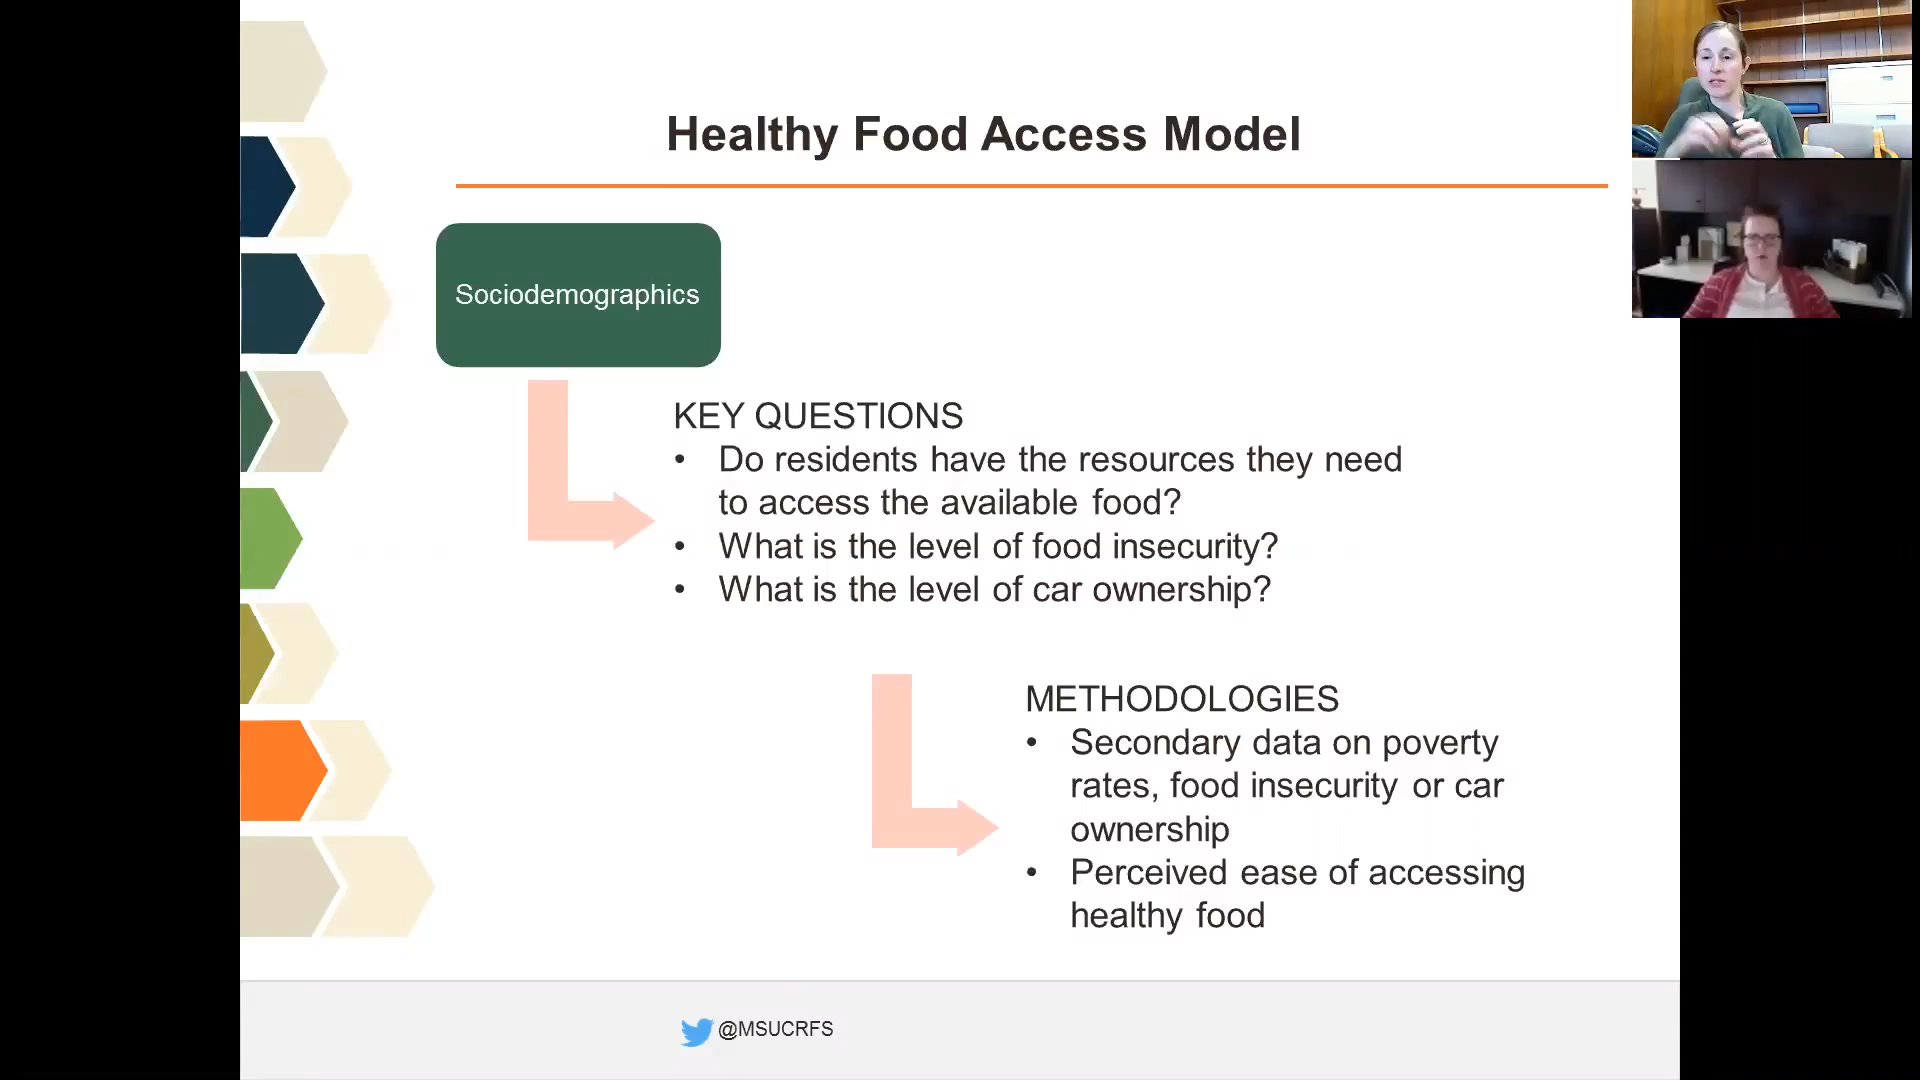 Healthy Food Access Model
Sociodemographics
KEY QUESTIONS
• Do residents have the resources they need
to access the available food?
• What is the level of food insecurity?
• What is the level of car ownership?
METHODOLOGIES
• Secondary data on poverty
rates, food insecurity or car
ownership
• Perceived ease of accessing
healthy food
@MSUCRFS